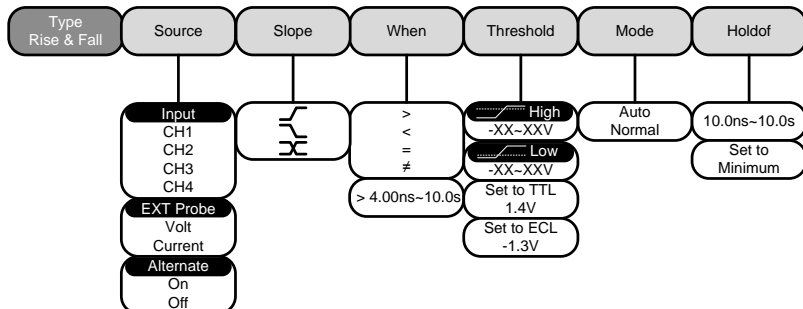 Type
Rise & Fall
Source
Slope
When
Threshold
Mode
Holdof
Input
CH1
CH2
CH3
CH4
EXT Probe
Volt
Current
Alternate
On
Off
>
<
=
≠
> 4.00ns~10.0s
High
-XX~XXV
Low
-XX~XXV
Set to TTL
1.4V
Set to ECL
-1.3V
Auto
Normal
10.0ns~10.0s
Set to
Minimum